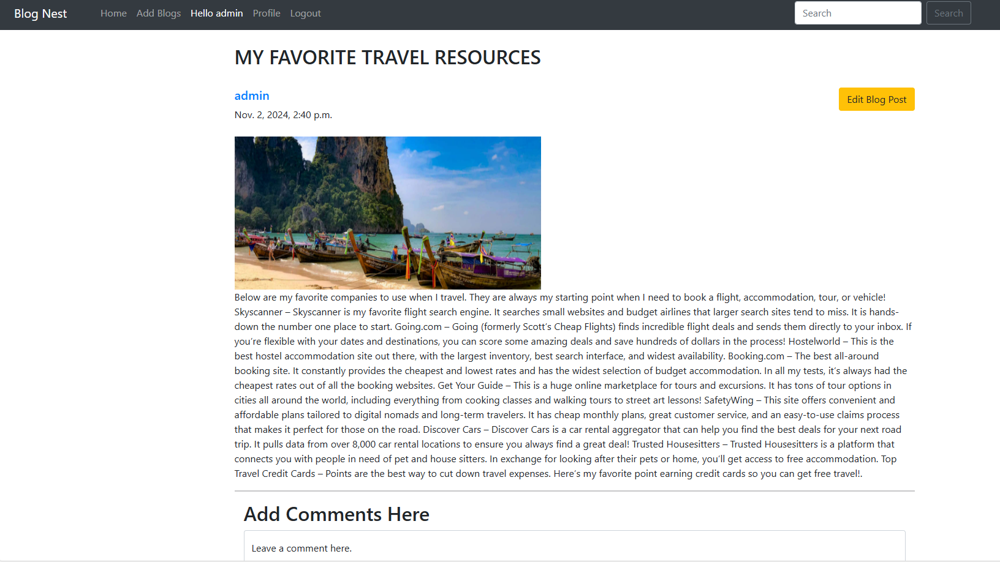 Blog Nest
Home
Add Blogs
Hello admin
Profile
Logout
Search
Search
MY FAVORITE TRAVEL RESOURCES
admin
Edit Blog Post
Nov. 2, 2024, 2:40 p.m.
Below are my favorite companies to use when I travel. They are always my starting point when I need to book a flight, accommodation, tour, or vehicle!
Skyscanner – Skyscanner is my favorite flight search engine. It searches small websites and budget airlines that larger search sites tend to miss. It is hands-
down the number one place to start. Going.com – Going (formerly Scott’s Cheap Flights) finds incredible flight deals and sends them directly to your inbox. If
you’re flexible with your dates and destinations, you can score some amazing deals and save hundreds of dollars in the process! Hostelworld – This is the
best hostel accommodation site out there, with the largest inventory, best search interface, and widest availability. Booking.com – The best all-around
booking site. It constantly provides the cheapest and lowest rates and has the widest selection of budget accommodation. In all my tests, it’s always had the
cheapest rates out of all the booking websites. Get Your Guide – This is a huge online marketplace for tours and excursions. It has tons of tour options in
cities all around the world, including everything from cooking classes and walking tours to street art lessons! SafetyWing – This site offers convenient and
affordable plans tailored to digital nomads and long-term travelers. It has cheap monthly plans, great customer service, and an easy-to-use claims process
that makes it perfect for those on the road. Discover Cars – Discover Cars is a car rental aggregator that can help you find the best deals for your next road
trip. It pulls data from over 8,000 car rental locations to ensure you always find a great deal! Trusted Housesitters – Trusted Housesitters is a platform that
connects you with people in need of pet and house sitters. In exchange for looking after their pets or home, you’ll get access to free accommodation. Top
Travel Credit Cards – Points are the best way to cut down travel expenses. Here’s my favorite point earning credit cards so you can get free travel!.
Add Comments Here
Leave a comment here.